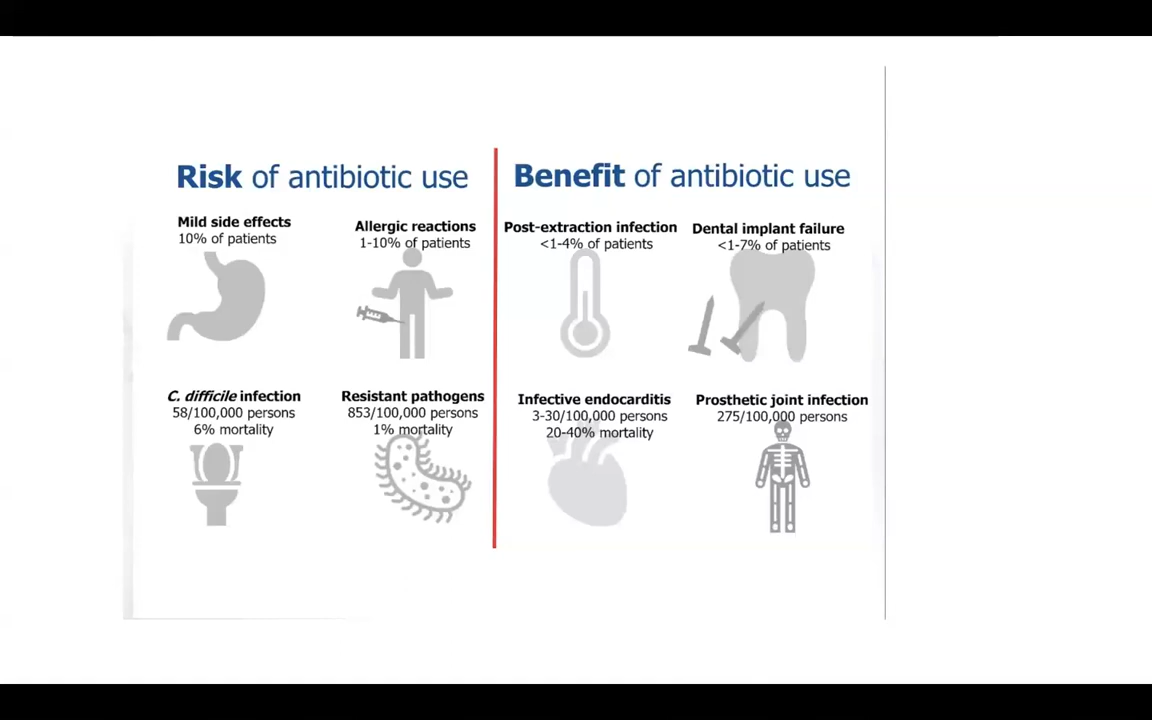 Risk of antibiotic use
Mild side effects
10% of patients
Allergic reactions
1-10% of patients
C. difficile infection
58/100,000 persons
6% mortality
Resistant pathogens
853/100,000 persons
1% mortality
Benefit of antibiotic use
Post-extraction infection
<1-4% of patients
Dental implant failure
<1-7% of patients
Infective endocarditis
3-30/100,000 persons
20-40% mortality
Prosthetic joint infection
275/100,000 persons